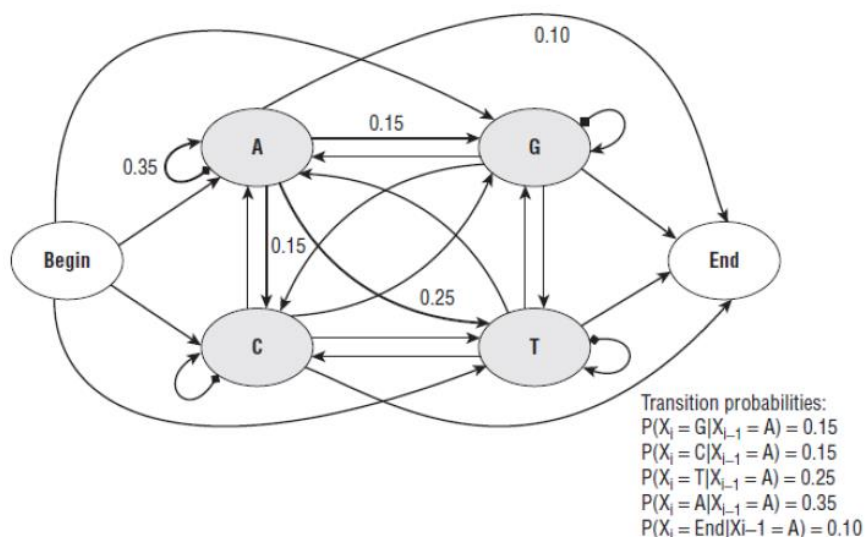 0.10
0.15
A
G
0.35
Begin
0.15
End
0.25
C
T
Transition probabilities:
P(Xi = G|Xi–1 = A) = 0.15
P(Xi = C|Xi–1 = A) = 0.15
P(Xi = T|Xi–1 = A) = 0.25
P(Xi = A|Xi–1 = A) = 0.35
P(Xi = End|Xi–1 = A) = 0.10